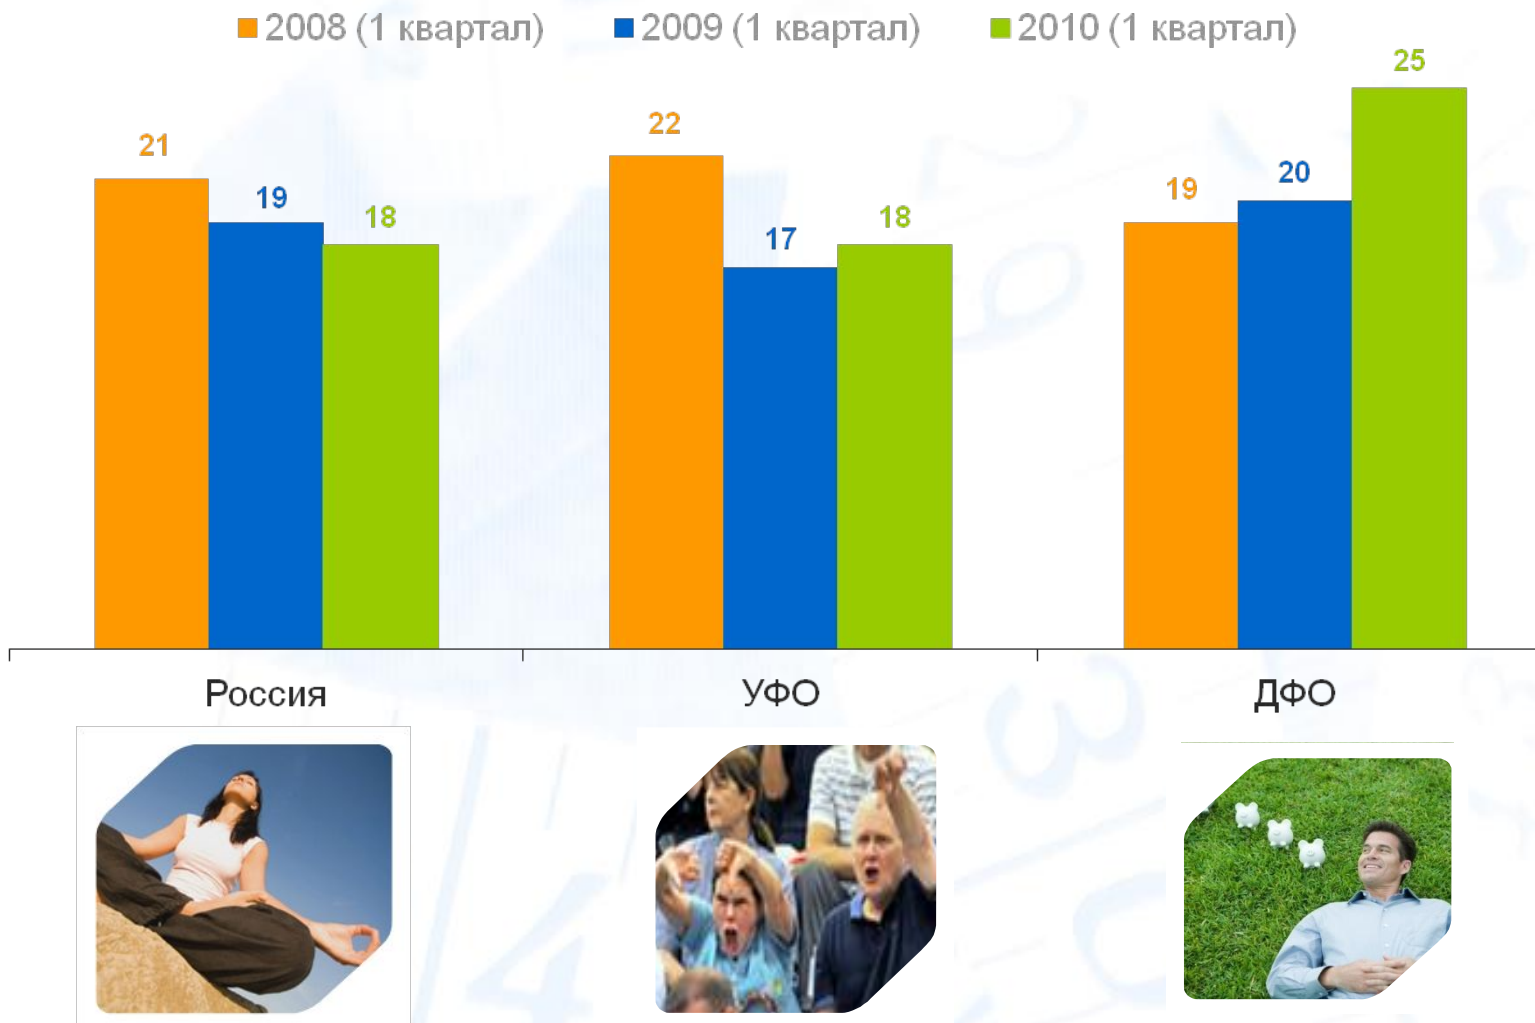 2008 (1 квартал) 2009 (1 квартал) 2010 (1 квартал)
21 19 18 22 17 18 19 20 25
Россия УФО ДФО